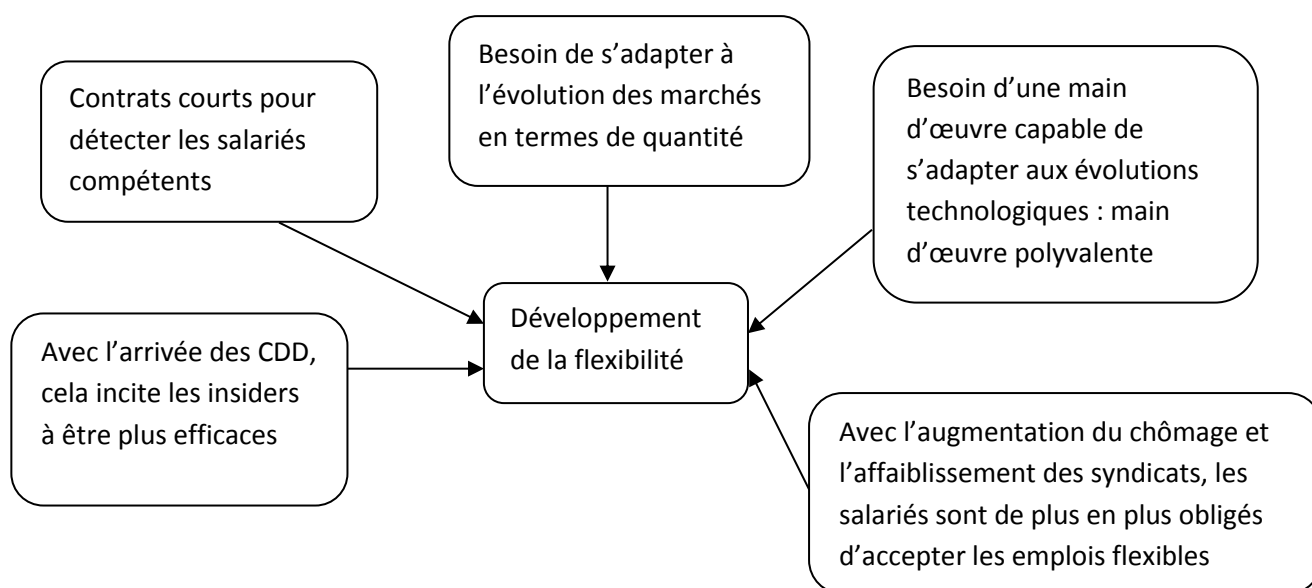 Contrats courts pour
détecter les salariés
compétents
Besoin de s’adapter à
l’évolution des marchés
en termes de quantité
Besoin d’une main
d’œuvre capable de
s’adapter aux évolutions
technologiques : main
d’œuvre polyvalente
Développement
de la flexibilité
Avec l’arrivée des CDD,
cela incite les insiders
à être plus efficaces
Avec l’augmentation du chômage et
l’affaiblissement des syndicats, les
salariés sont de plus en plus obligés
d’accepter les emplois flexibles